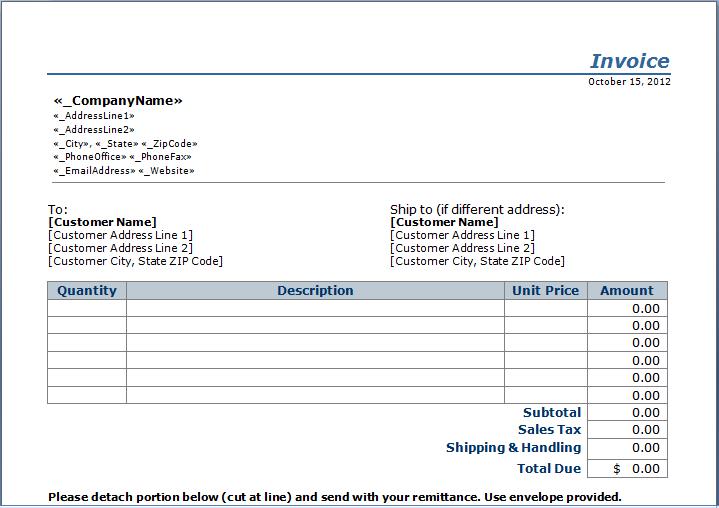 Invoice
October 15, 2012
«_CompanyName»
«_AddressLine1»
«_AddressLine2»
«_City», «_State» «_ZipCode»
«_PhoneOffice» «_PhoneFax»
«_EmailAddress» «_Website»
To:
[Customer Name]
[Customer Address Line 1]
[Customer Address Line 2]
[Customer City, State ZIP Code]
Ship to (if different address):
[Customer Name]
[Customer Address Line 1]
[Customer Address Line 2]
[Customer City, State ZIP Code]
Quantity Description Unit Price Amount
0.00
0.00
0.00
0.00
0.00
0.00
Subtotal 0.00
Sales Tax 0.00
Shipping & Handling 0.00
Total Due $ 0.00
Please detach portion below (cut at line) and send with your remittance. Use envelope provided.